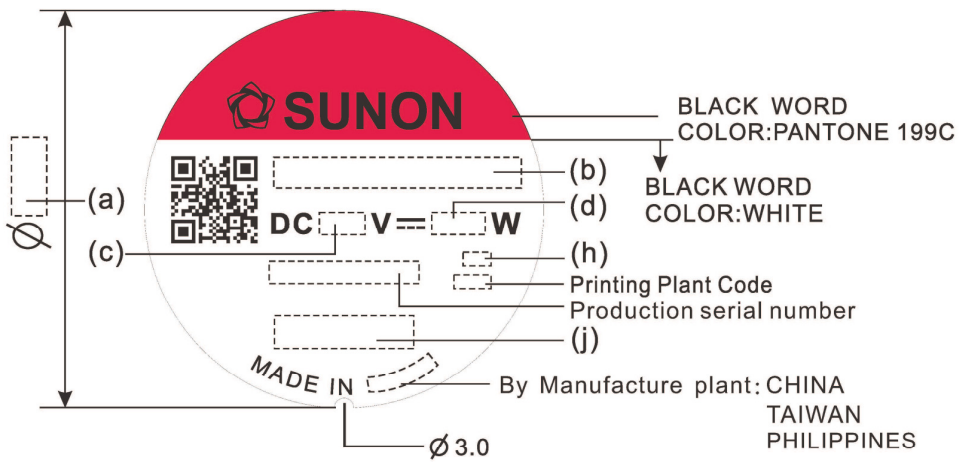 SUNON
BLACK WORD
COLOR:PANTONE 199C
(b)
BLACK WORD
COLOR:WHITE
(a)
Ø
(d)
DC V W
(c)
(h)
Printing Plant Code
Production serial number
(j)
MADE IN
By Manufacture plant: CHINA
TAIWAN
PHILIPPINES
Ø 3.0